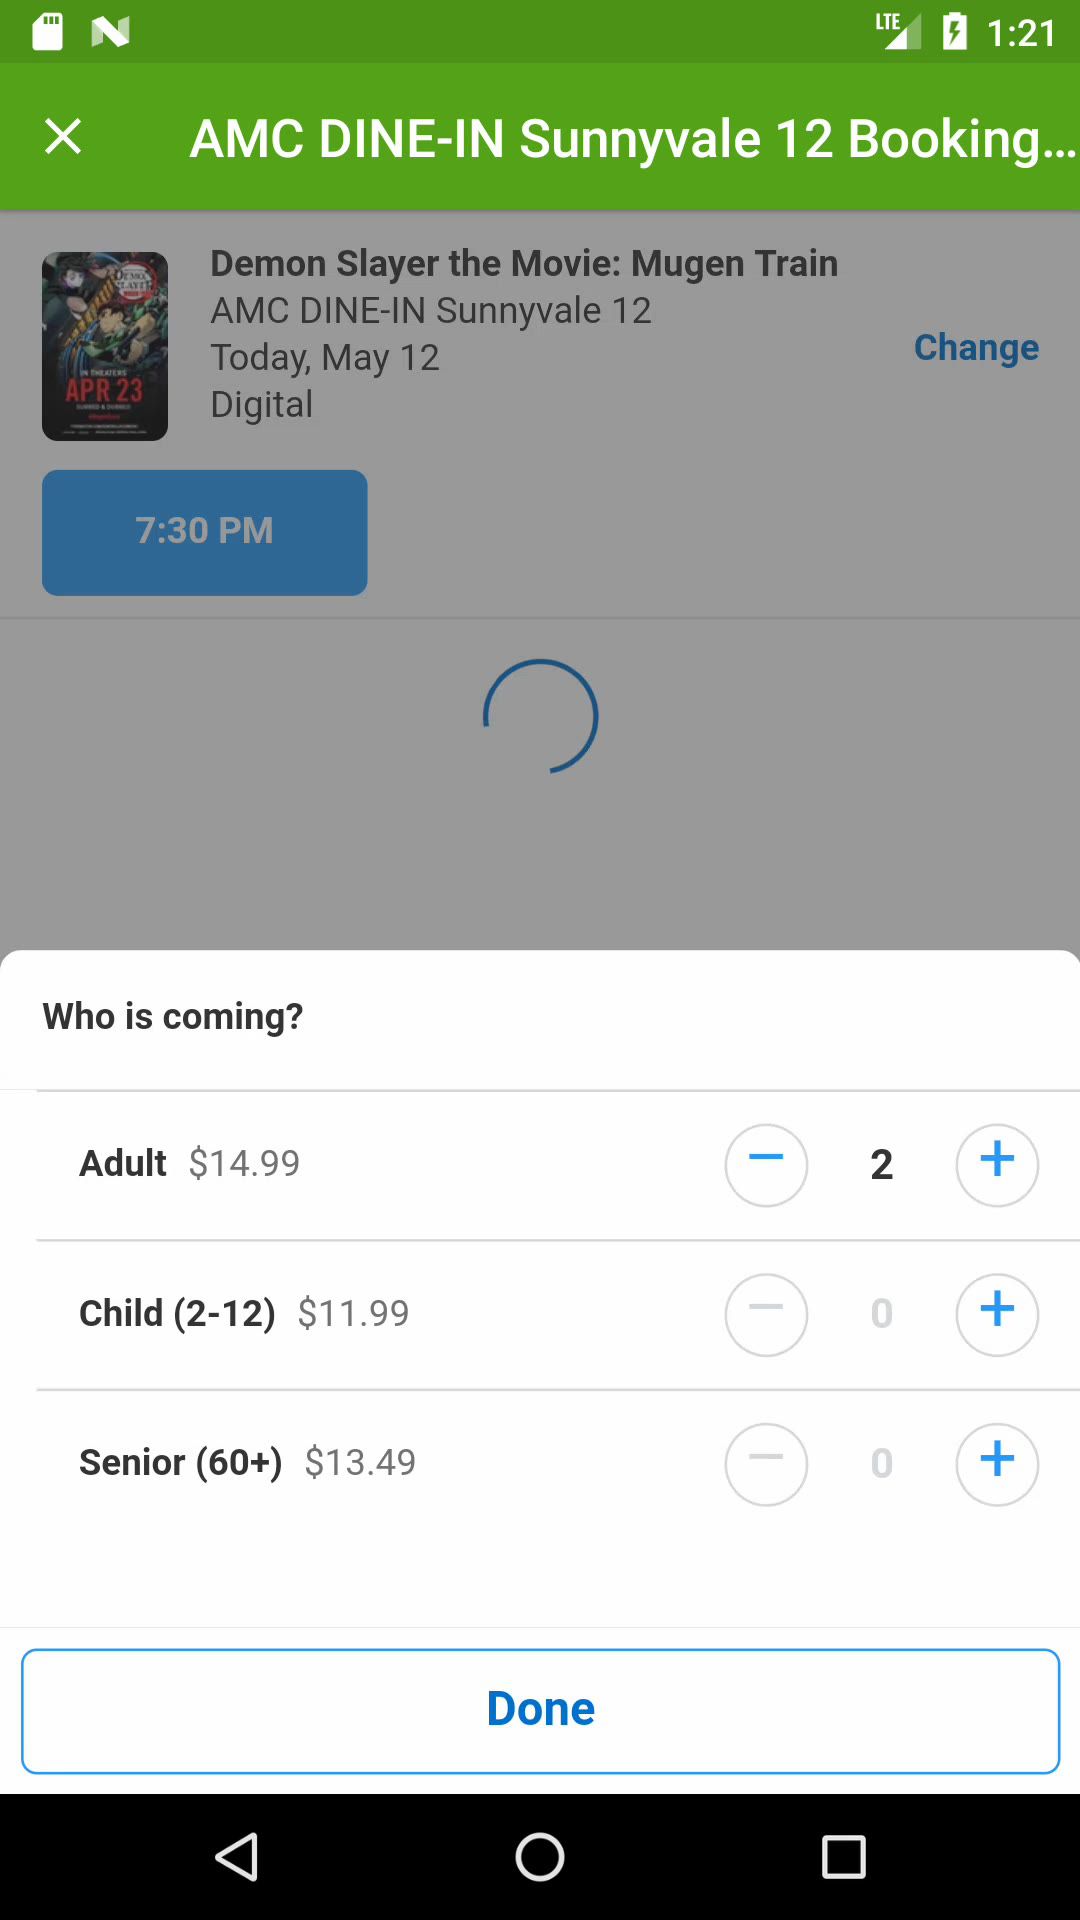 LTE 1:21
AMC DINE-IN Sunnyvale 12 Booking...
Demon Slayer the Movie: Mugen Train
AMC DINE-IN Sunnyvale 12
Today, May 12
Digital
Change
IN THEATERS
APR 23
7:30 PM
Who is coming?
Adult $14.99 2
Child (2-12) $11.99 0
Senior (60+) $13.49 0
Done